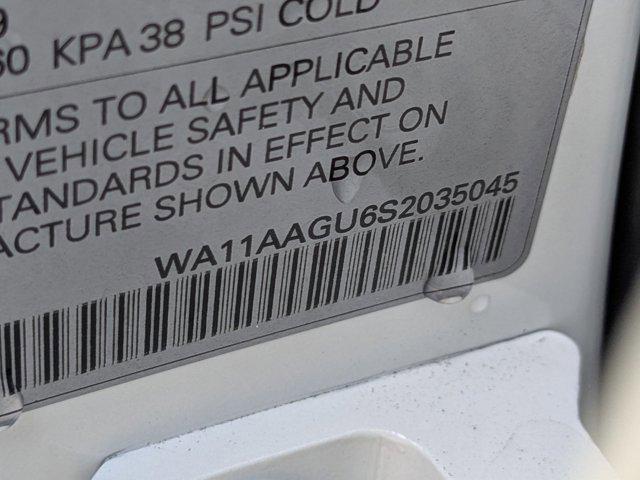 9
60 KPA 38 PSI COLD
RMS TO ALL APPLICABLE
VEHICLE SAFETY AND
TANDARDS IN EFFECT ON
ACTURE SHOWN ABOVE.
WA11AAGU6S2035045